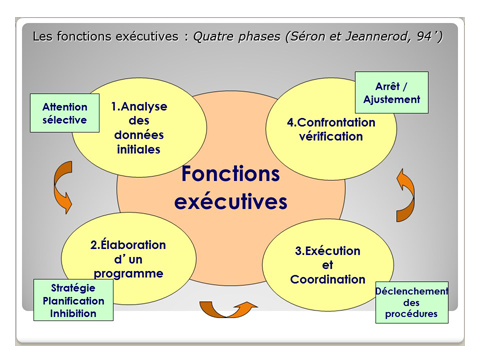 Les fonctions exécutives : Quatre phases (Séron et Jeannerod, 94´)
Attention
sélective
1.Analyse
des
données
initiales
Arrêt /
Ajustement
4.Confrontation
vérification
Fonctions
exécutives
2.Élaboration
d’un
programme
Stratégie
Planification
Inhibition
3.Exécution
et
Coordination
Déclenchement
des
procédures